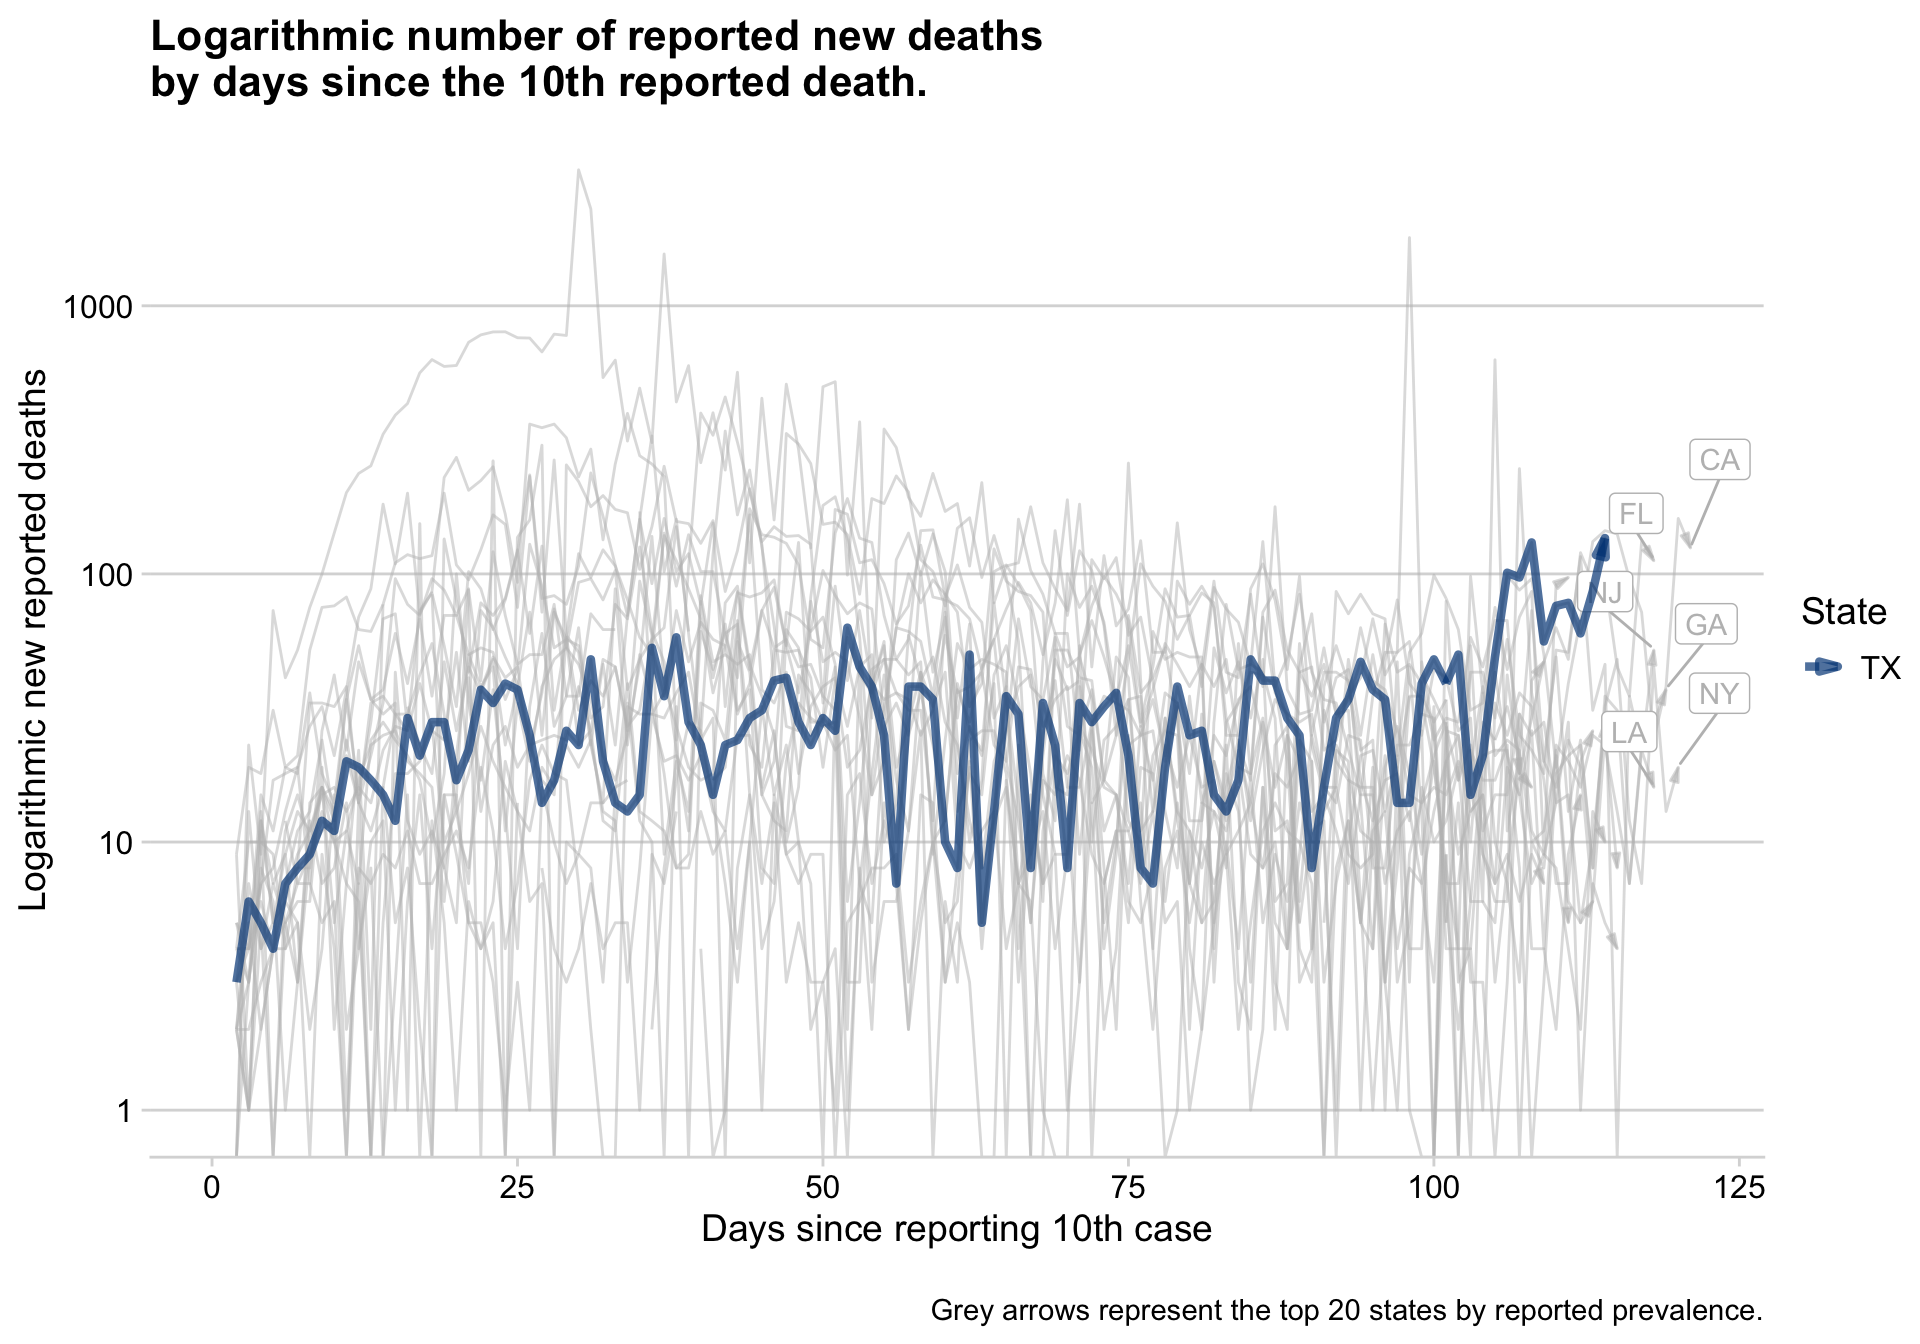 Logarithmic number of reported new deaths
by days since the 10th reported death.
Logarithmic new reported deaths
1000
100
10
1
CA
FL
NJ
GA
NY
LA
State
TX
0
25
50
75
100
125
Days since reporting 10th case
Grey arrows represent the top 20 states by reported prevalence.